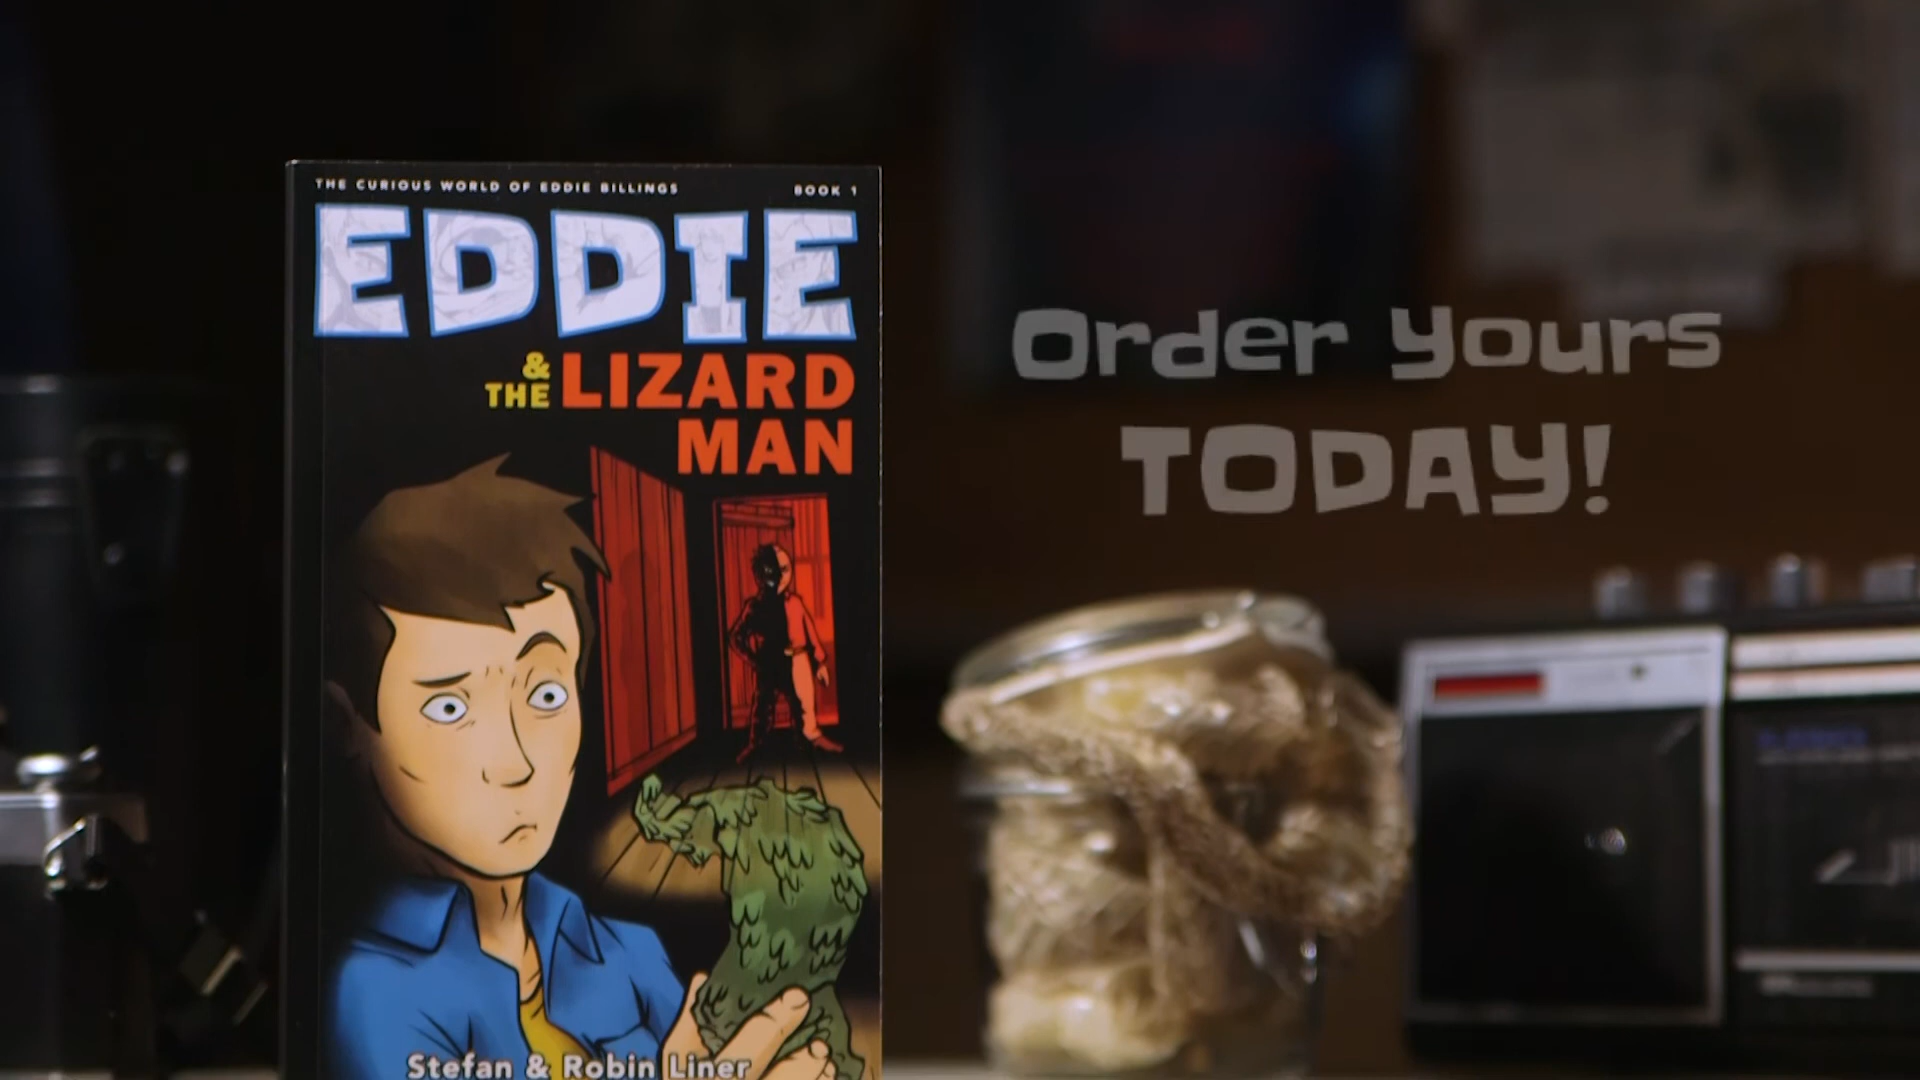 THE CURIOUS WORLD OF EDDIE BILLINGS BOOK 1
EDDIE
& THE LIZARD
MAN
Stefan & Robin Liner
Order Yours
TODAY!